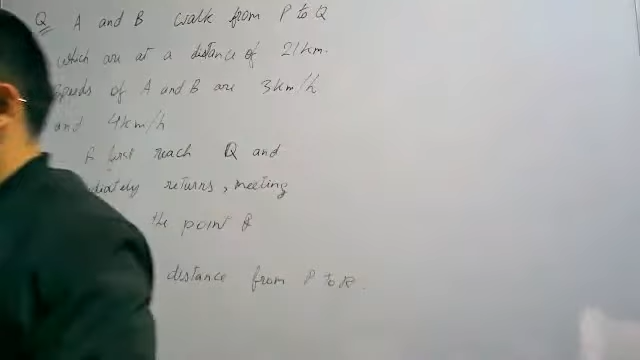 Q A and B walk from P to Q
which are at a distance of 21km.
speeds of A and B are 3km/h
and 4km/h
B first reach Q and
diately returns, meeting
the point
distance from P to R.